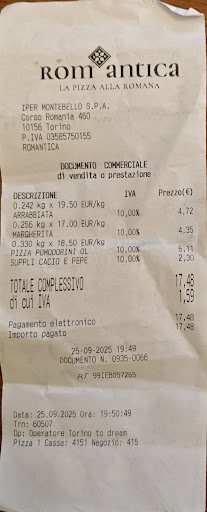 ROM ANTICA
LA PIZZA ALLA ROMANA
IPER MONTEBELLO S.P.A.
Corso Romania 460
10156 Torino
P.IVA 03585750155
ROMANTICA
DOCUMENTO COMMERCIALE
di vendita o prestazione
DESCRIZIONE IVA Prezzo(€)
0.242 kg x 19.50 EUR/kg
ARRABBIATA 10,00% 4,72
0.256 kg x 17.00 EUR/kg
MARGHERITA 10,00% 4,35
0.330 kg x 18.50 EUR/kg
PIZZA POMODORINI OL 10,00% 6,11
SUPPLI CACIO E PEPE 10,00% 2,30
TOTALE COMPLESSIVO 17,48
di cui IVA 1,59
Pagamento elettronico 17,48
Importo pagato 17,48
25-09-2025 19:49
DOCUMENTO N. 0935-0066
RT 99IEB057265
Data: 25.09.2025 Ora: 19:50:49
Trn: 60507
Op: Operatore Torino to dream
Pizza 1 Cassa: 4151 Negozio: 415